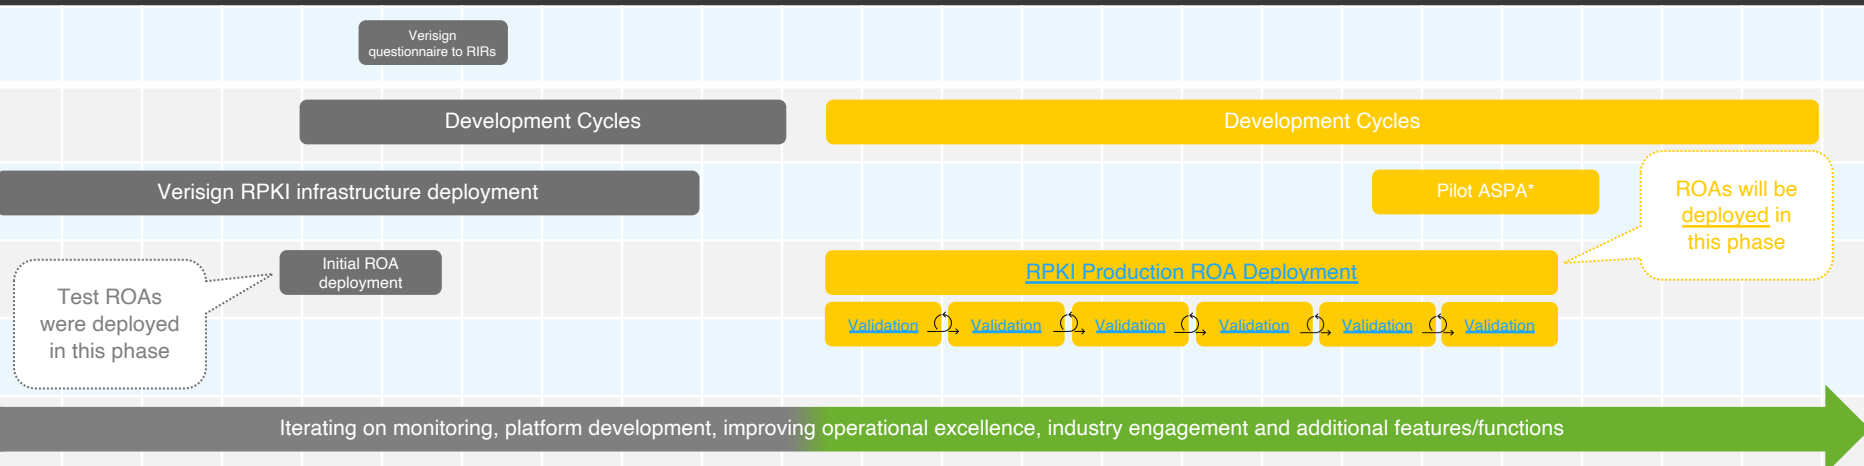 Verisign
questionnaire to RIRs
Development Cycles
Development Cycles
Verisign RPKI infrastructure deployment
Pilot ASPA*
ROAs will be
deployed in
this phase
Initial ROA
deployment
RPKI Production ROA Deployment
Test ROAs
were deployed
in this phase
Validation
Validation
Validation
Validation
Validation
Validation
Iterating on monitoring, platform development, improving operational excellence, industry engagement and additional features/functions